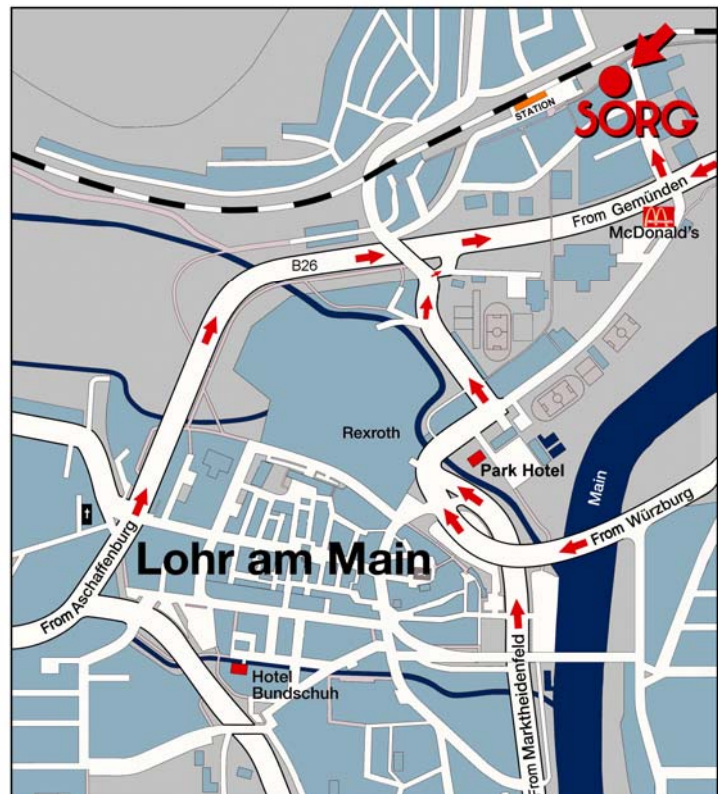 STATION
SORG
From Gemünden
McDonald's
B26
Rexroth
Park Hotel
Main
From Würzburg
Lohr am Main
From Aschaffenburg
Hotel
Bundschuh
From Marktheidenfeld